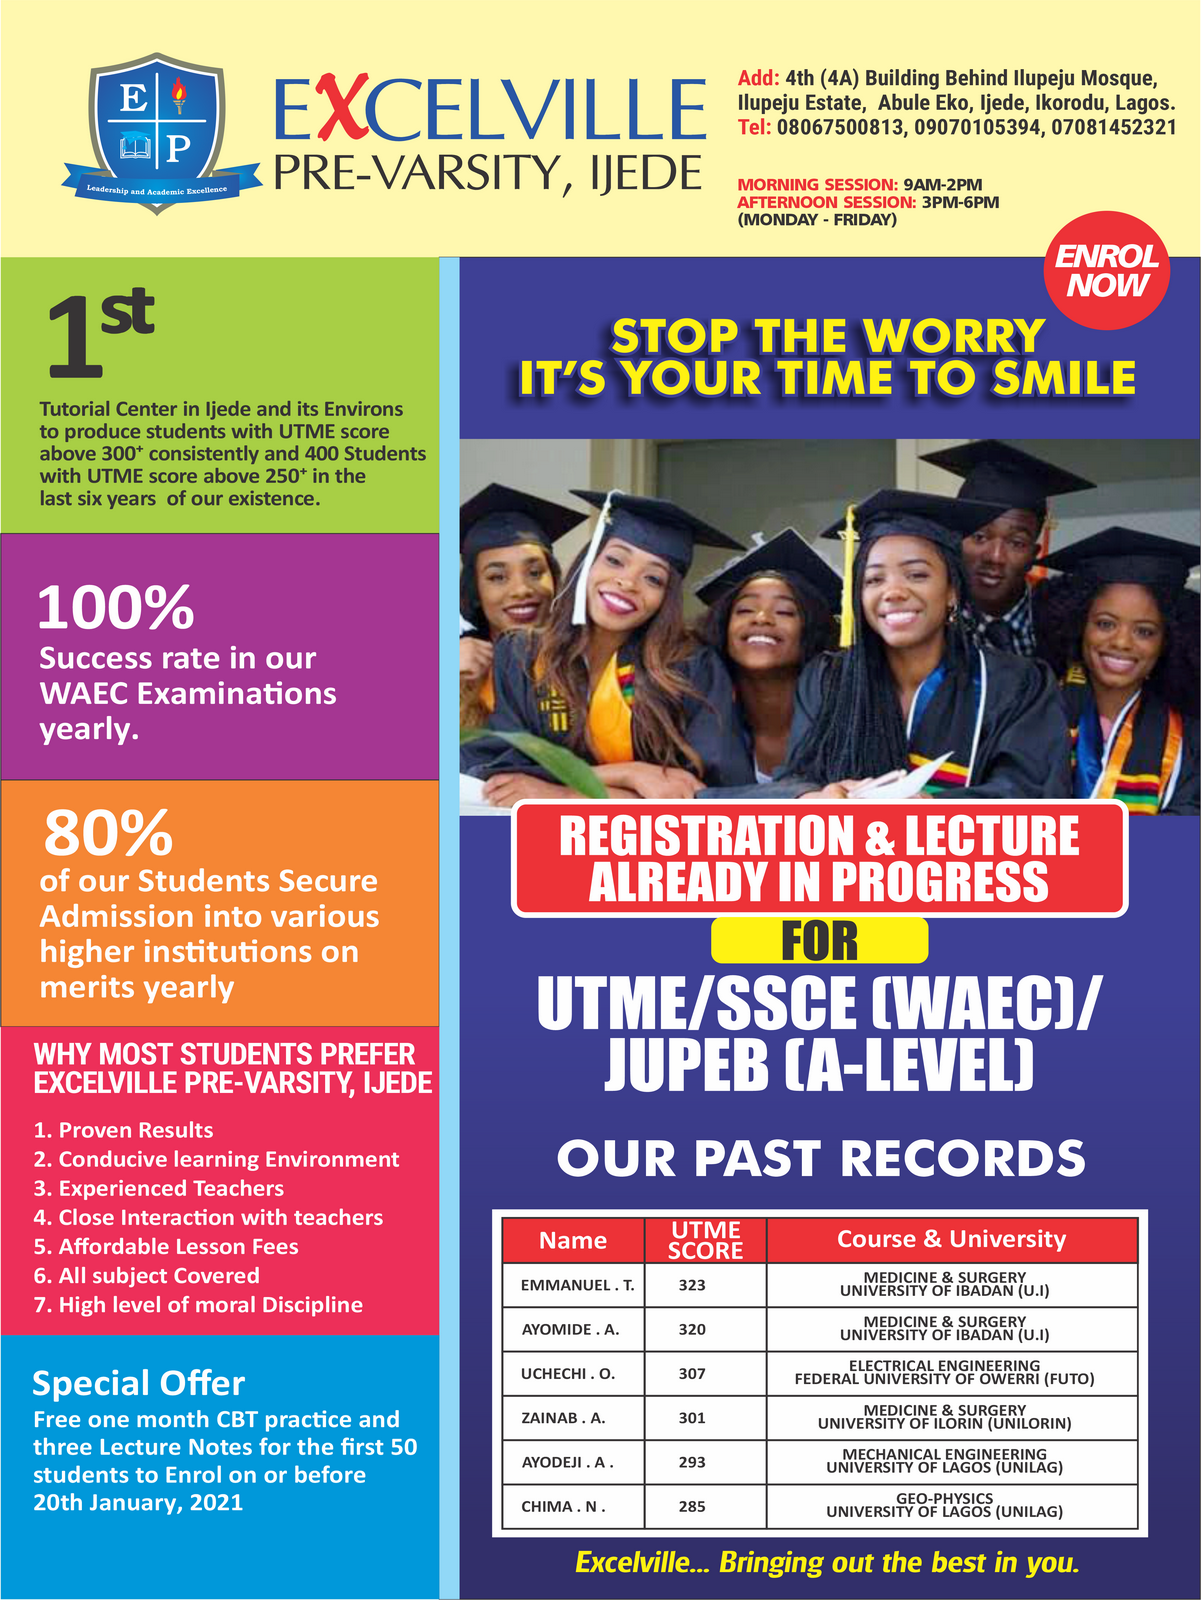 E
P
Leadership and Academic Excellence
EXCELVILLE
PRE-VARSITY, IJEDE
Add: 4th (4A) Building Behind Ilupeju Mosque,
Ilupeju Estate, Abule Eko, Ijede, Ikorodu, Lagos.
Tel: 08067500813, 09070105394, 07081452321
MORNING SESSION: 9AM-2PM
AFTERNOON SESSION: 3PM-6PM
(MONDAY - FRIDAY)
ENROL
NOW
1st
Tutorial Center in Ijede and its Environs
to produce students with UTME score
above 300+ consistently and 400 Students
with UTME score above 250+ in the
last six years of our existence.
100%
Success rate in our
WAEC Examinations
yearly.
80%
of our Students Secure
Admission into various
higher institutions on
merits yearly
WHY MOST STUDENTS PREFER
EXCELVILLE PRE-VARSITY, IJEDE
1. Proven Results
2. Conducive learning Environment
3. Experienced Teachers
4. Close Interaction with teachers
5. Affordable Lesson Fees
6. All subject Covered
7. High level of moral Discipline
Special Offer
Free one month CBT practice and
three Lecture Notes for the first 50
students to Enrol on or before
20th January, 2021
STOP THE WORRY
IT'S YOUR TIME TO SMILE
REGISTRATION & LECTURE
ALREADY IN PROGRESS
FOR
UTME/SSCE (WAEC)/
JUPEB (A-LEVEL)
OUR PAST RECORDS
Name UTME SCORE Course & University
EMMANUEL . T. 323 MEDICINE & SURGERY
UNIVERSITY OF IBADAN (U.I)
AYOMIDE . A. 320 MEDICINE & SURGERY
UNIVERSITY OF IBADAN (U.I)
UCHECHI . O. 307 ELECTRICAL ENGINEERING
FEDERAL UNIVERSITY OF OWERRI (FUTO)
ZAINAB . A. 301 MEDICINE & SURGERY
UNIVERSITY OF ILORIN (UNILORIN)
AYODEJI . A . 293 MECHANICAL ENGINEERING
UNIVERSITY OF LAGOS (UNILAG)
CHIMA . N . 285 GEO-PHYSICS
UNIVERSITY OF LAGOS (UNILAG)
Excelville... Bringing out the best in you.